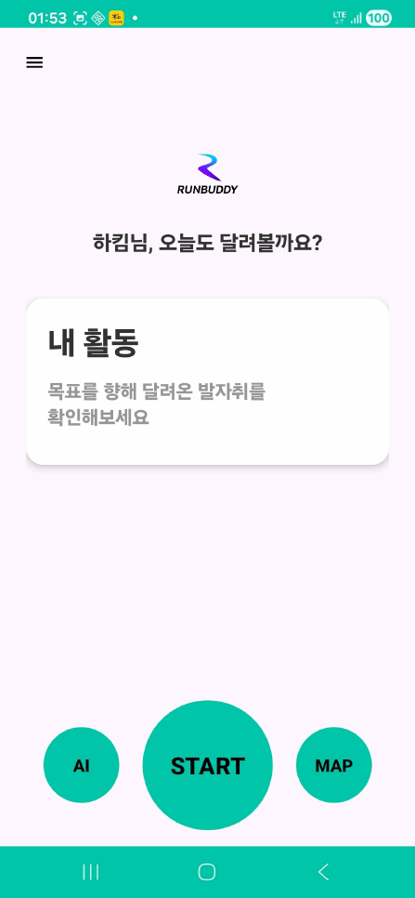 01:53
LTE
100
RUNBUDDY
하킴님, 오늘도 달려볼까요?
내 활동
목표를 향해 달려온 발자취를
확인해보세요
AI
START
MAP